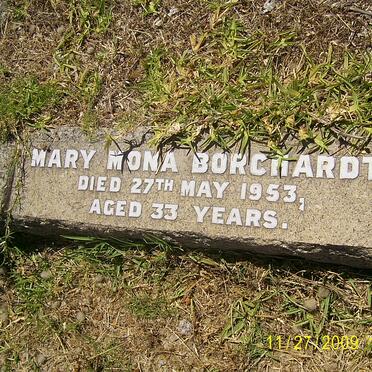 MARY MONA BORCHARDT
DIED 27TH MAY 1953,
AGED 33 YEARS.
11/27/2009